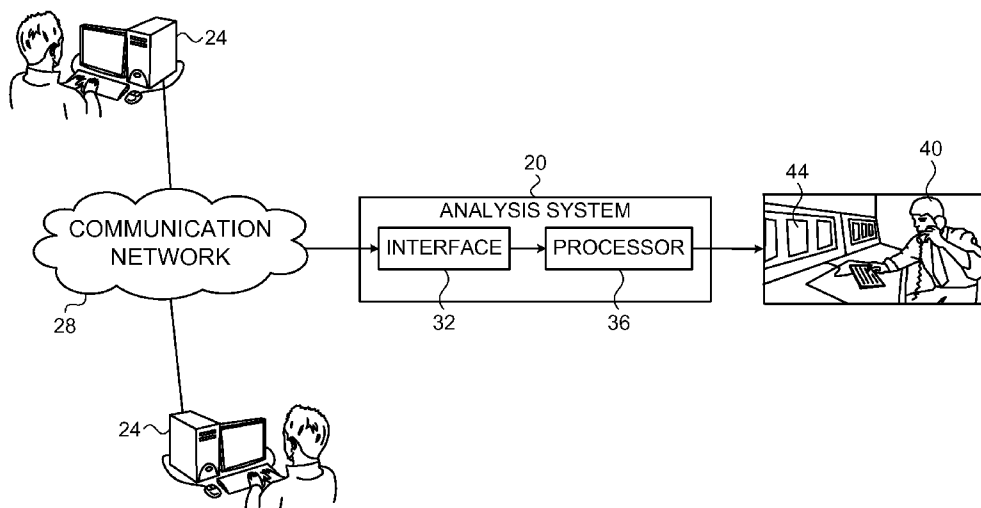 24
20
44
40
ANALYSIS SYSTEM
COMMUNICATION
NETWORK
INTERFACE
PROCESSOR
28
32
36
24